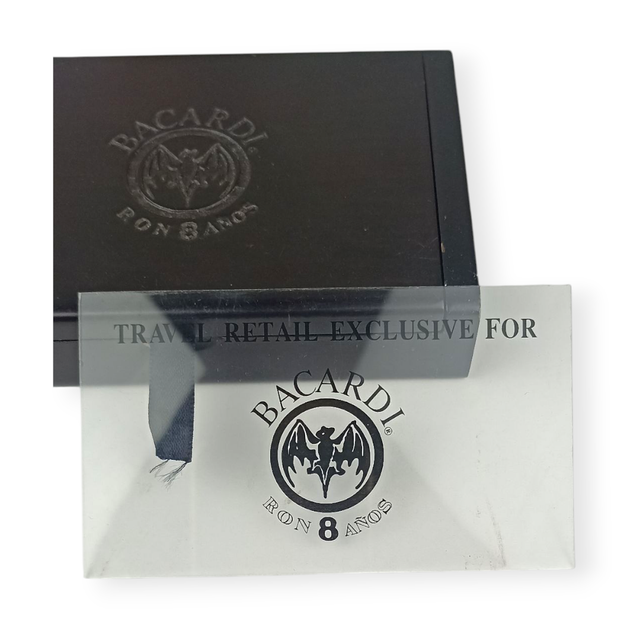 BACARDI®
RON 8 AÑOS
TRAVEL RETAIL EXCLUSIVE FOR
BACARDI®
RON 8 AÑOS